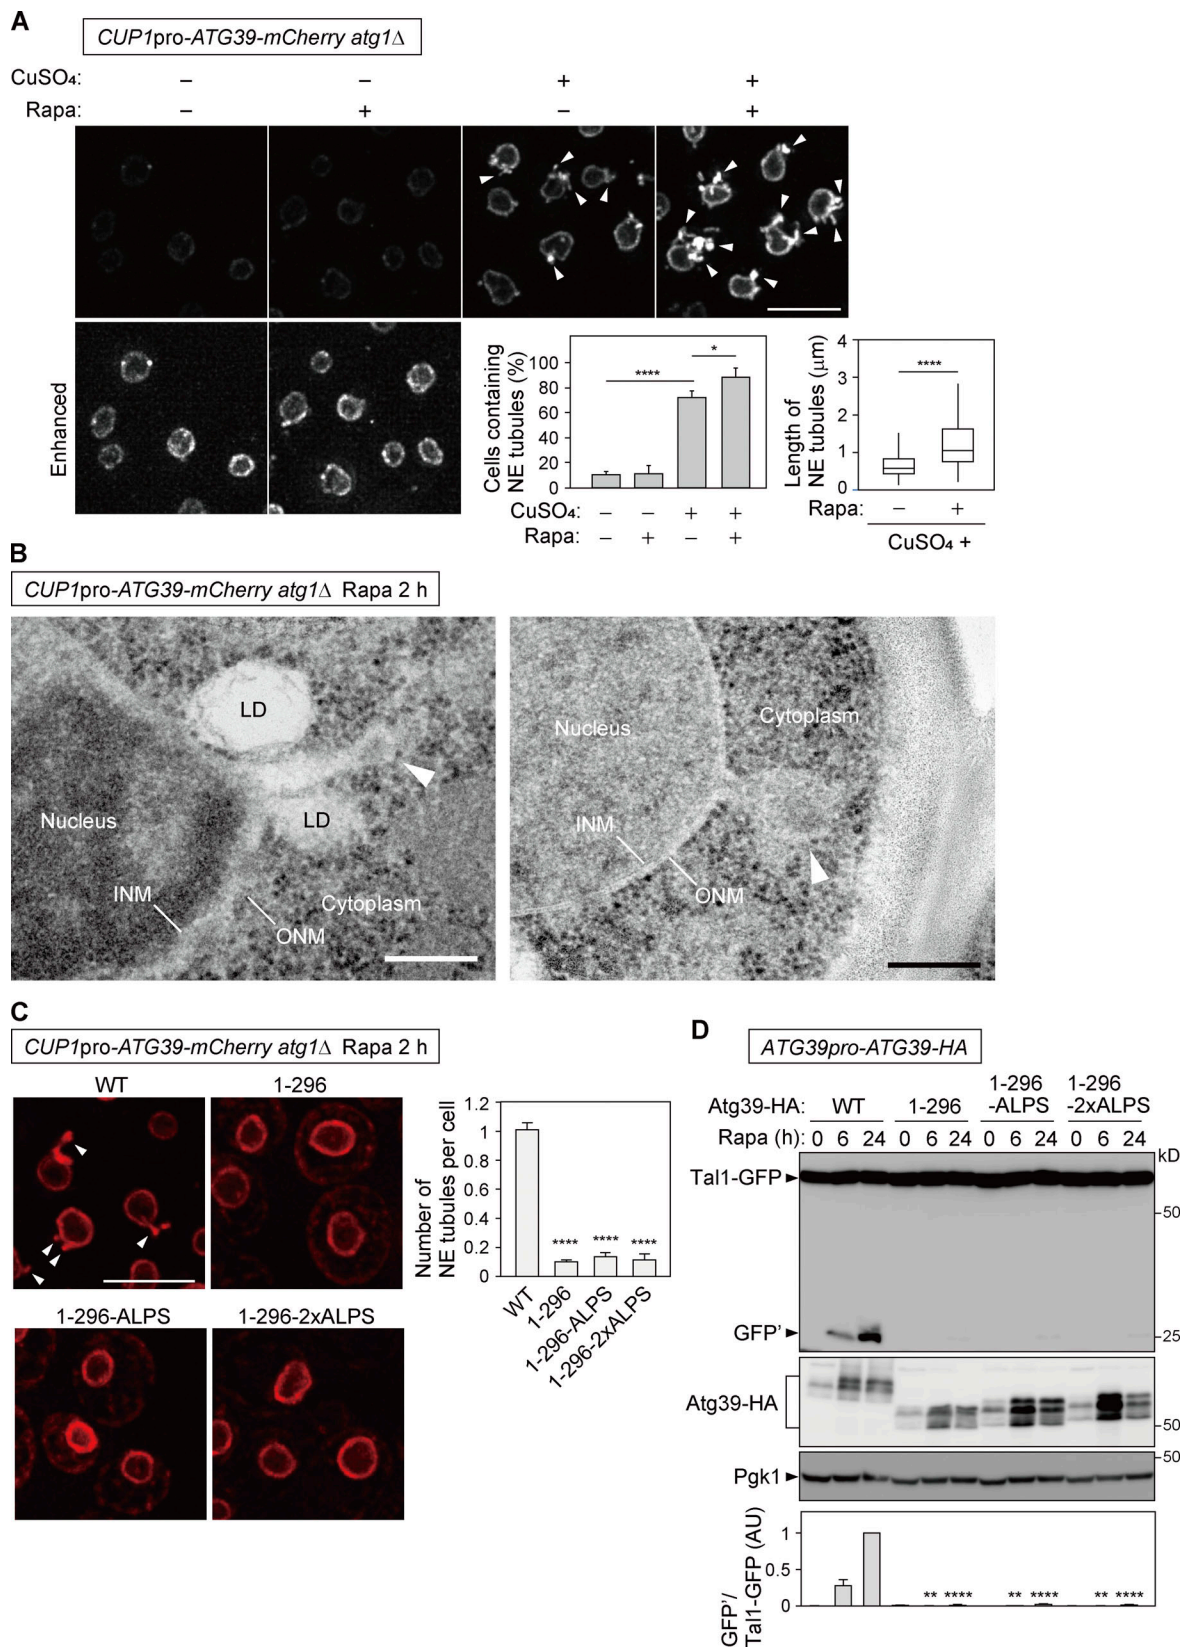 A
CUP1pro-ATG39-mCherry atg1Δ
CuSO₄: – – + +
Rapa: – + – +
Enhanced
Cells containing
NE tubules (%)
100
80
60
40
20
0
****
*
CuSO₄: – – + +
Rapa: – + – +
Length of
NE tubules (μm)
4
3
2
1
0
****
Rapa: – +
CuSO₄ +
B
CUP1pro-ATG39-mCherry atg1Δ Rapa 2 h
LD
Nucleus
LD
INM
Cytoplasm
ONM
Nucleus
Cytoplasm
INM
ONM
C
CUP1pro-ATG39-mCherry atg1Δ Rapa 2 h
WT
1-296
1-296-ALPS
1-296-2xALPS
Number of
NE tubules per cell
1.2
1
0.8
0.6
0.4
0.2
0
**** **** ****
WT
1-296
1-296-ALPS
1-296-2xALPS
D
ATG39pro-ATG39-HA
Atg39-HA: WT 1-296 1-296-ALPS 1-296-2xALPS
Rapa (h): 0 6 24 0 6 24 0 6 24 0 6 24
kD
Tal1-GFP
-50
GFP'
-25
Atg39-HA
-50
-50
Pgk1
GFP'/
Tal1-GFP (AU)
1
0.5
0
** **** ** **** ** ****